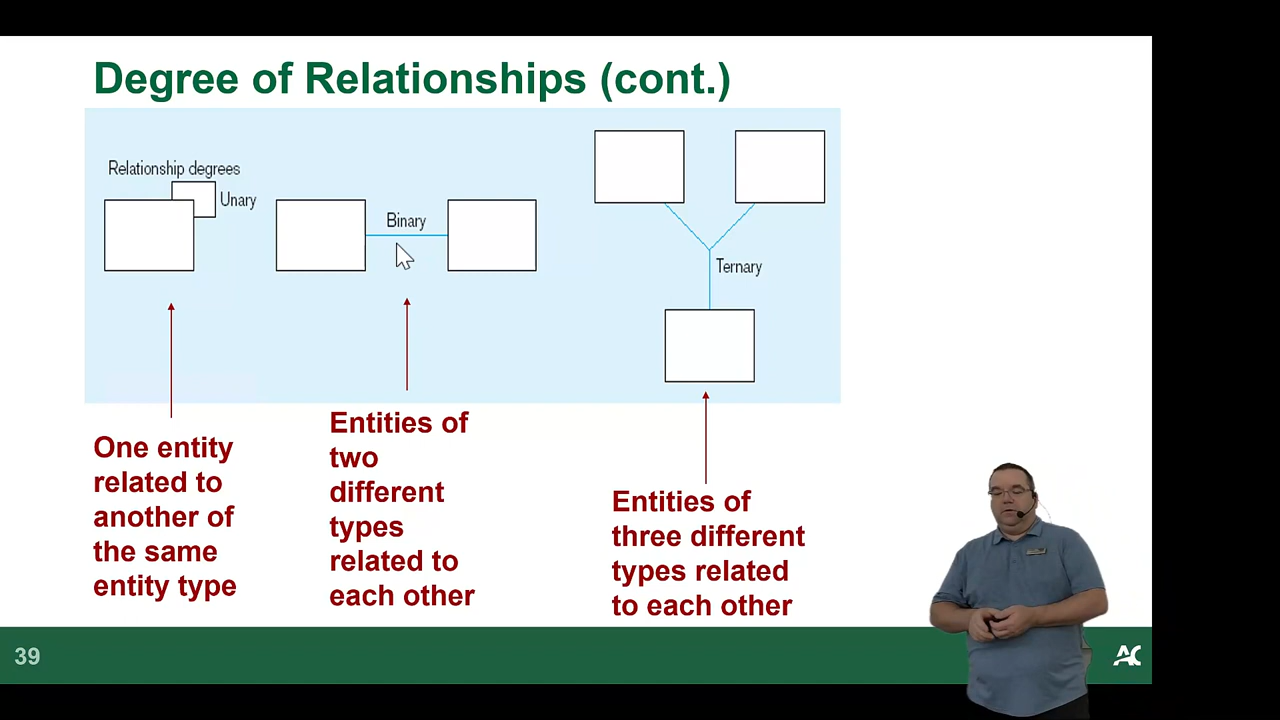 Degree of Relationships (cont.)
Relationship degrees
Unary
Binary
Ternary
One entity
related to
another of
the same
entity type
Entities of
two
different
types
related to
each other
Entities of
three different
types related
to each other
39
AC